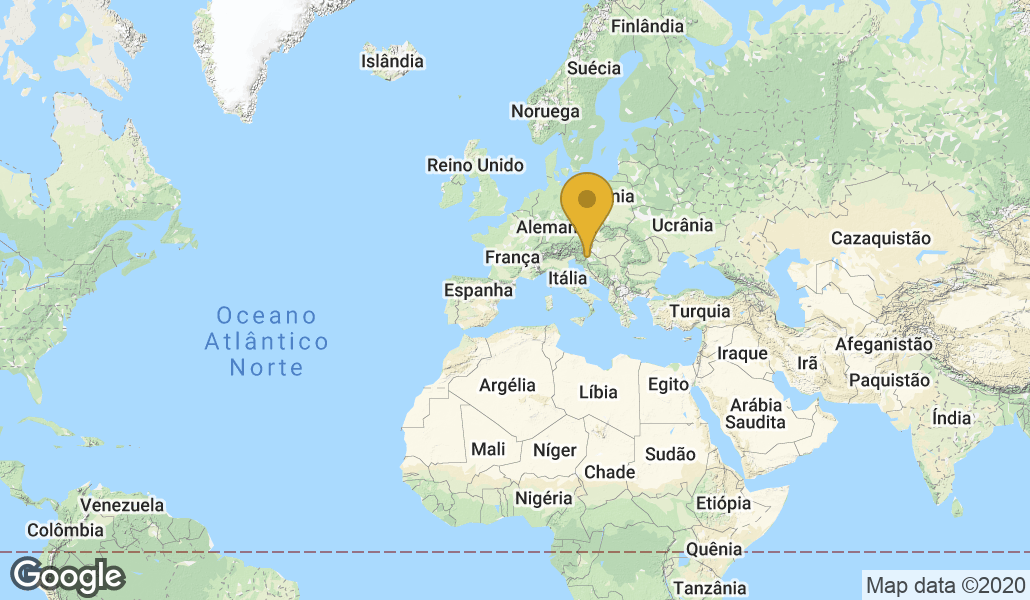 Finlândia
Islândia
Suécia
Noruega
Reino Unido
nia
Ucrânia
Aleman
Cazaquistão
França
Itália
Espanha
Turquia
Oceano
Atlântico
Norte
Afeganistão
Iraque
Irã
Paquistão
Argélia
Egito
Líbia
Arábia
Saudita
Índia
Mali
Níger
Sudão
Chade
Nigéria
Etiópia
Venezuela
Colômbia
Quênia
Tanzânia
Google
Map data ©2020